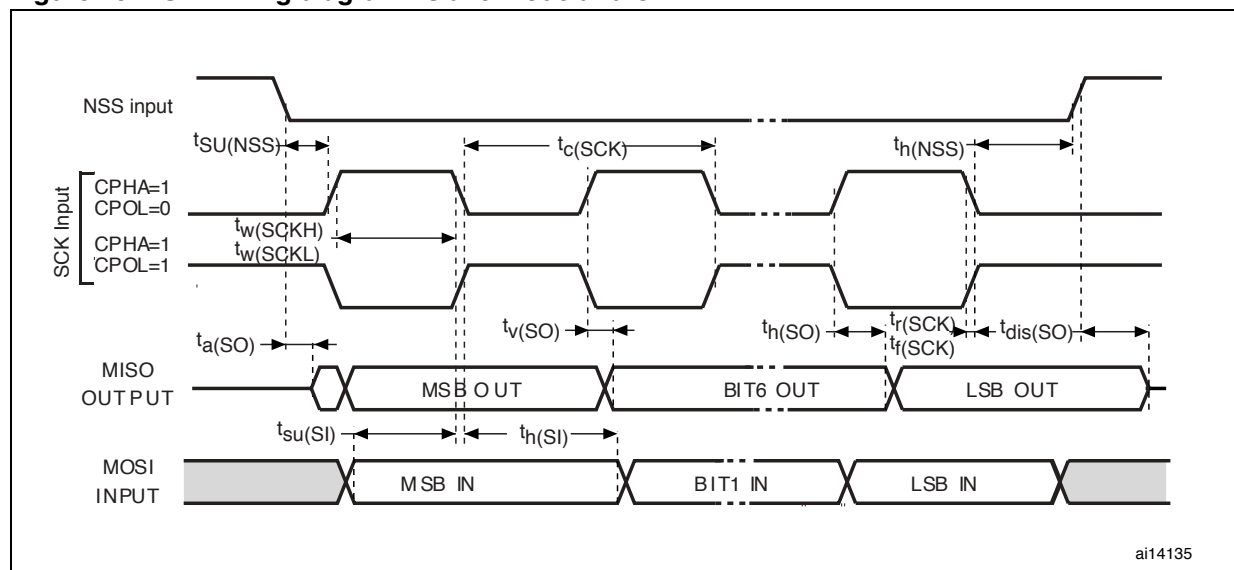 NSS input
tSU(NSS)
tc(SCK)
th(NSS)
SCK Input
CPHA=1
CPOL=0
tw(SCKH)
tw(SCKL)
CPHA=1
CPOL=1
ta(SO)
tv(SO)
th(SO)
tr(SCK)
tf(SCK)
tdis(SO)
MISO
OUTPUT
MSB OUT
BIT6 OUT
LSB OUT
tsu(SI)
th(SI)
MOSI
INPUT
MSB IN
BIT1 IN
LSB IN
ai14135